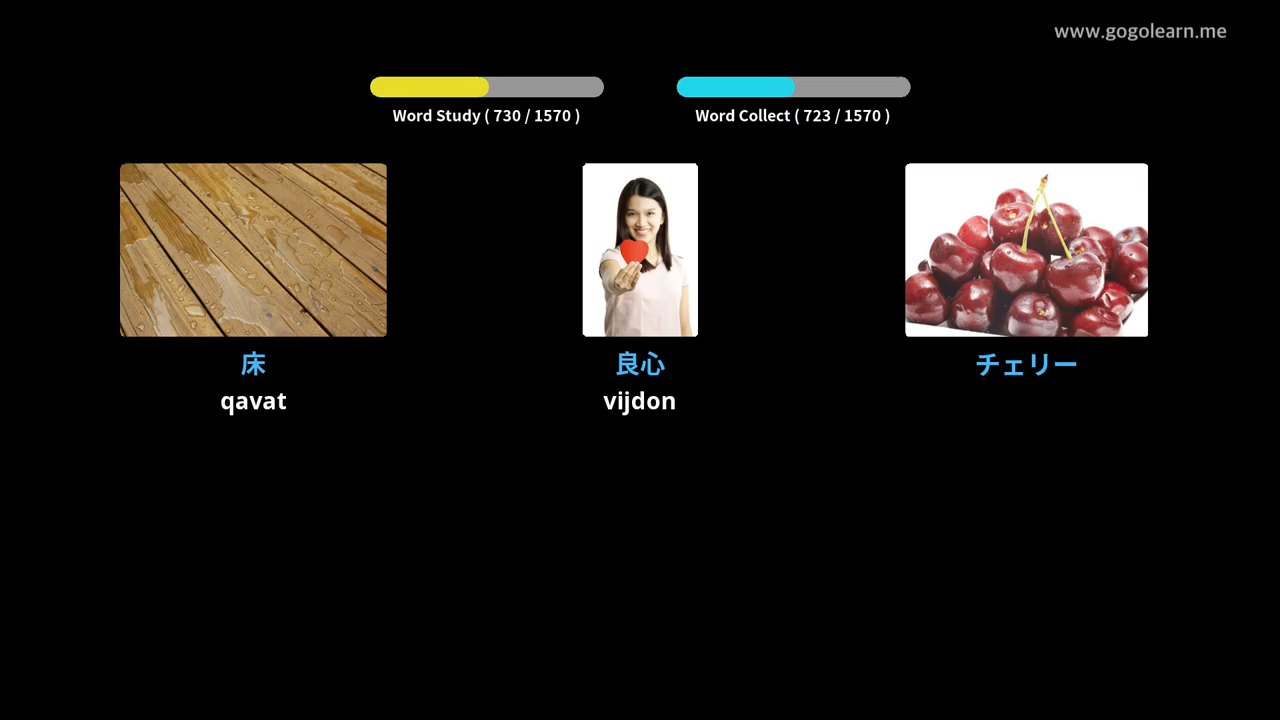 www.gogolearn.me
Word Study ( 730 / 1570 )
Word Collect ( 723 / 1570 )
床
qavat
良心
vijdon
チェリー